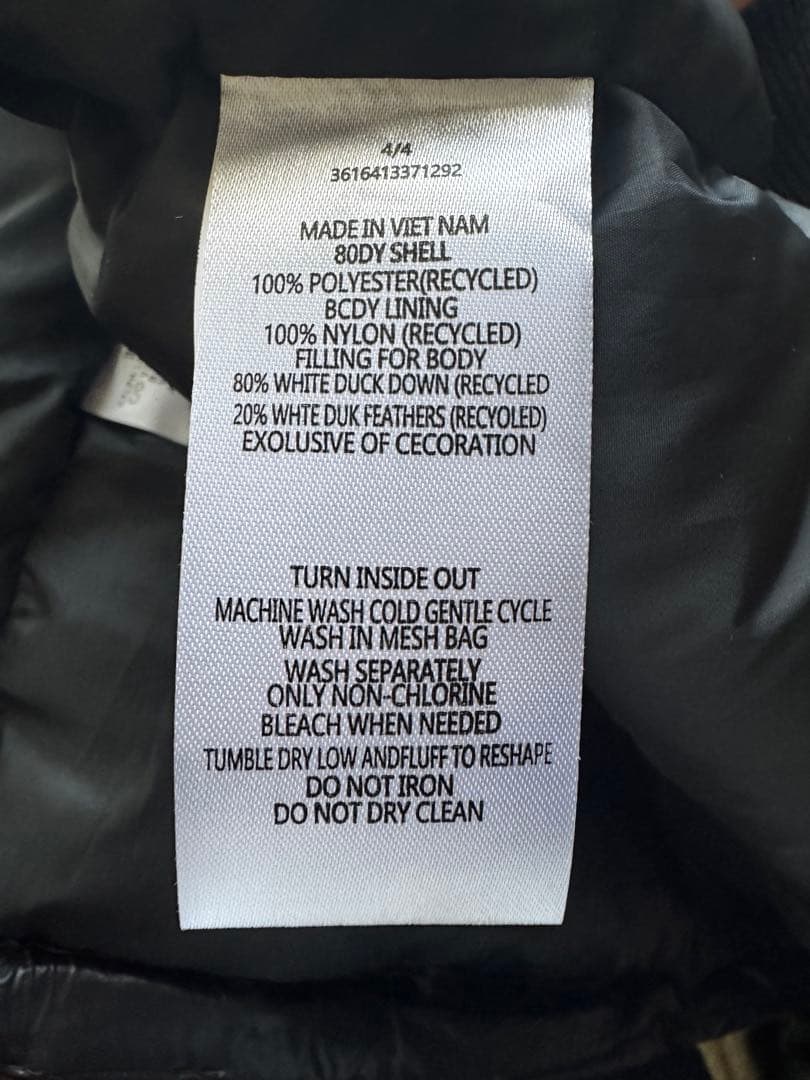 4/4
3616413371292
MADE IN VIET NAM
80DY SHELL
100% POLYESTER(RECYCLED)
BCDY LINING
100% NYLON (RECYCLED)
FILLING FOR BODY
80% WHITE DUCK DOWN (RECYCLED
20% WHTE DUK FEATHERS (RECYOLED)
EXOLUSIVE OF CECORATION
TURN INSIDE OUT
MACHINE WASH COLD GENTLE CYCLE
WASH IN MESH BAG
WASH SEPARATELY
ONLY NON-CHLORINE
BLEACH WHEN NEEDED
TUMBLE DRY LOW ANDFLUFF TO RESHAPE
DO NOT IRON
DO NOT DRY CLEAN